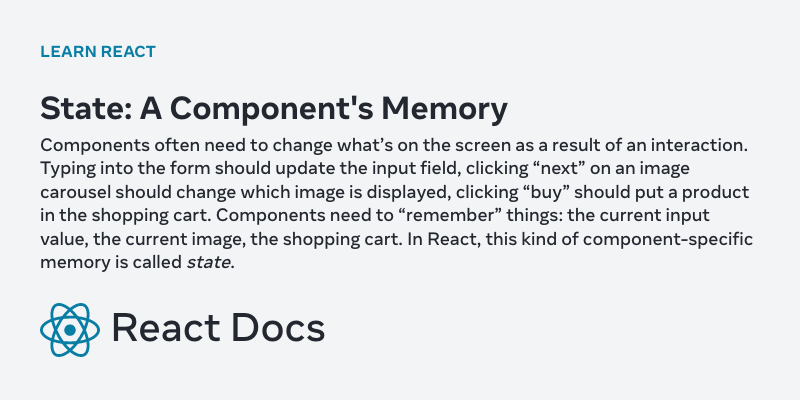 LEARN REACT
State: A Component's Memory
Components often need to change what’s on the screen as a result of an interaction.
Typing into the form should update the input field, clicking “next” on an image
carousel should change which image is displayed, clicking “buy” should put a product
in the shopping cart. Components need to “remember” things: the current input
value, the current image, the shopping cart. In React, this kind of component-specific
memory is called state.
React Docs